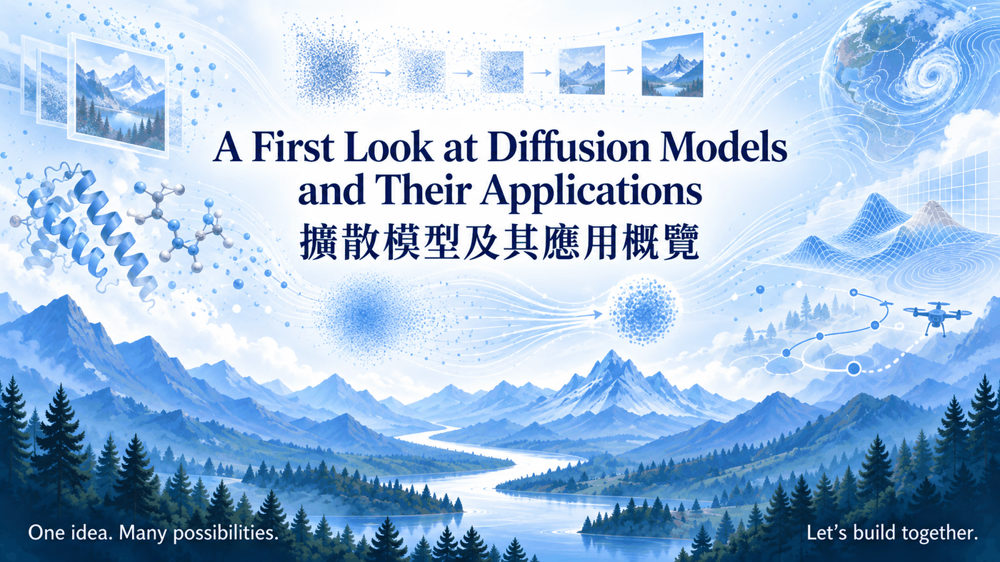 A First Look at Diffusion Models
and Their Applications
擴散模型及其應用概覽
One idea. Many possibilities.
Let's build together.